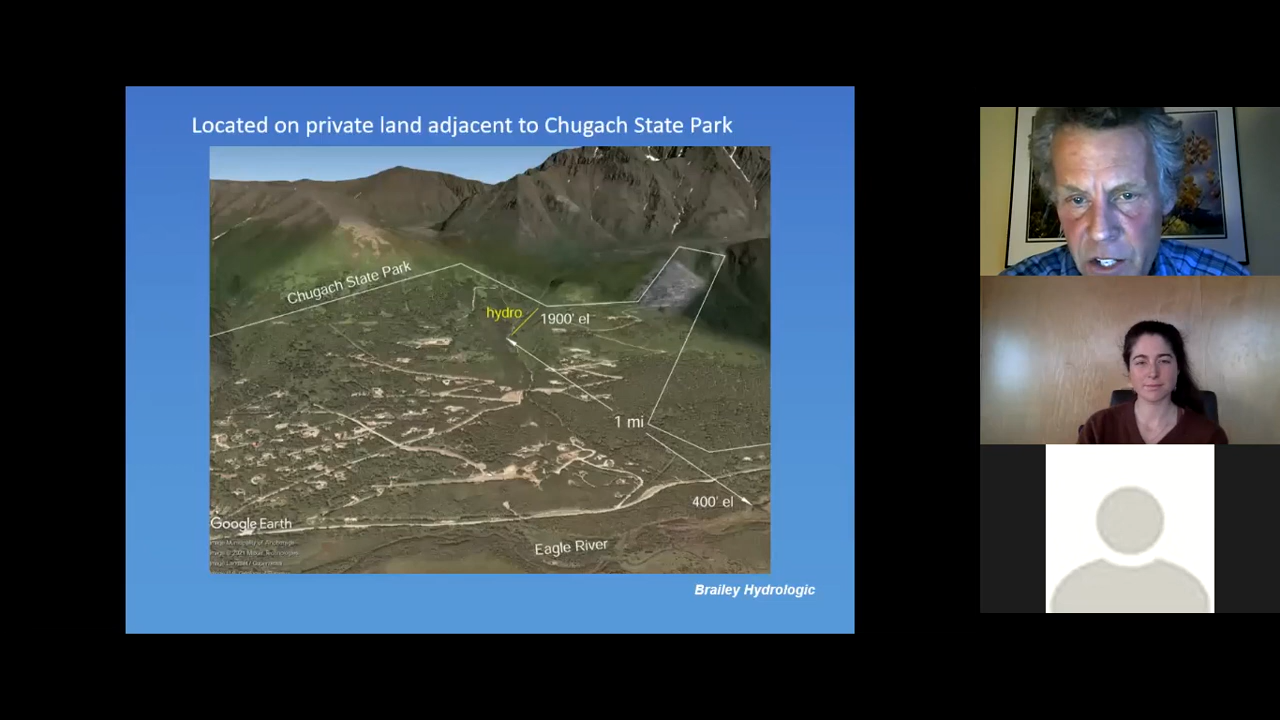 Located on private land adjacent to Chugach State Park
Chugach State Park
hydro
1900' el
1 mi
400' el
Google Earth
Eagle River
Brailey Hydrologic